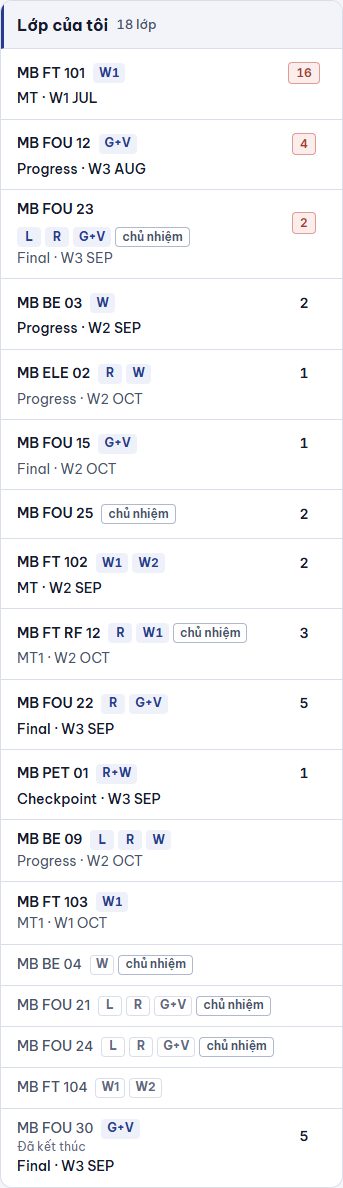 Lớp của tôi 18 lớp
MB FT 101 W1 16
MT · W1 JUL
MB FOU 12 G+V 4
Progress · W3 AUG
MB FOU 23
L R G+V chủ nhiệm 2
Final · W3 SEP
MB BE 03 W 2
Progress · W2 SEP
MB ELE 02 R W 1
Progress · W2 OCT
MB FOU 15 G+V 1
Final · W2 OCT
MB FOU 25 chủ nhiệm 2
MB FT 102 W1 W2 2
MT · W2 SEP
MB FT RF 12 R W1 chủ nhiệm 3
MT1 · W2 OCT
MB FOU 22 R G+V 5
Final · W3 SEP
MB PET 01 R+W 1
Checkpoint · W3 SEP
MB BE 09 L R W
Progress · W2 OCT
MB FT 103 W1
MT1 · W1 OCT
MB BE 04 W chủ nhiệm
MB FOU 21 L R G+V chủ nhiệm
MB FOU 24 L R G+V chủ nhiệm
MB FT 104 W1 W2
MB FOU 30 G+V 5
Đã kết thúc
Final · W3 SEP